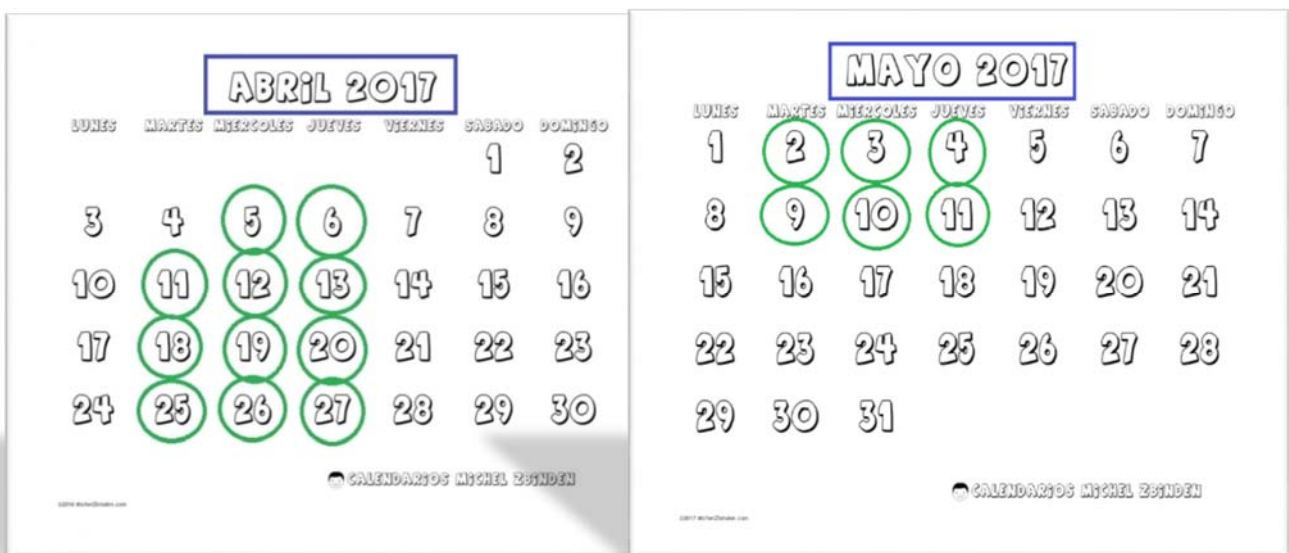 ABRIL 2017
LUNES MARTES MIERCOLES JUEVES VIERNES SABADO DOMINGO
1 2
3 4 5 6 7 8 9
10 11 12 13 14 15 16
17 18 19 20 21 22 23
24 25 26 27 28 29 30
CALENDARIOS MICHEL ZBINDEN
MAYO 2017
LUNES MARTES MIERCOLES JUEVES VIERNES SABADO DOMINGO
1 2 3 4 5 6 7
8 9 10 11 12 13 14
15 16 17 18 19 20 21
22 23 24 25 26 27 28
29 30 31
CALENDARIOS MICHEL ZBINDEN